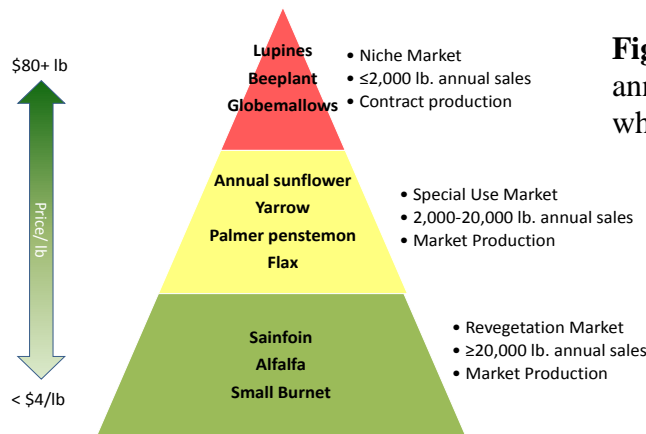 $80+ lb
Price/ lb
< $4/lb
Lupines
Beeplant
Globemallows
• Niche Market
• ≤2,000 lb. annual sales
• Contract production
Annual sunflower
Yarrow
Palmer penstemon
Flax
• Special Use Market
• 2,000-20,000 lb. annual sales
• Market Production
Sainfoin
Alfalfa
Small Burnet
• Revegetation Market
• ≥20,000 lb. annual sales
• Market Production
Fig
ann
wh